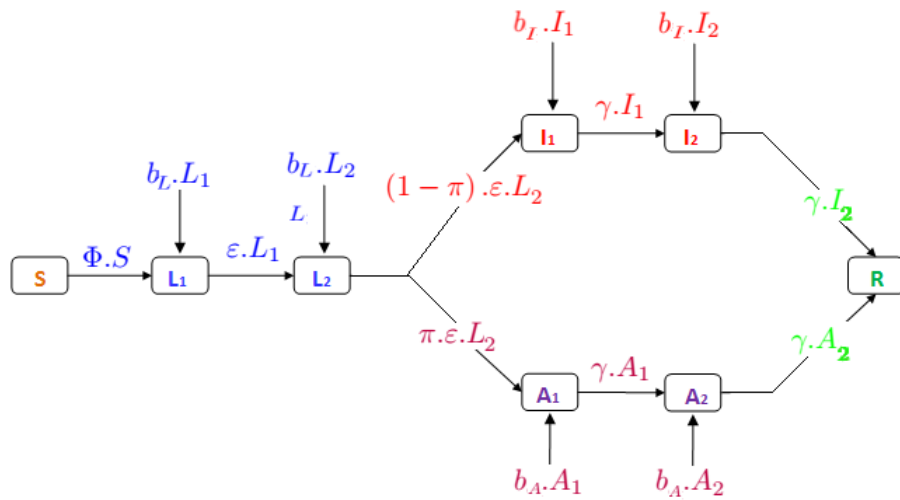 b_I.I_1 b_I.I_2
γ.I_1
I1 I2
b_L.L_1 b_L.L_2 (1 − π).ε.L_2 γ.I_2
L
Φ.S ε.L_1
S L1 L2 R
π.ε.L_2 γ.A_2
γ.A_1
A1 A2
b_A.A_1 b_A.A_2